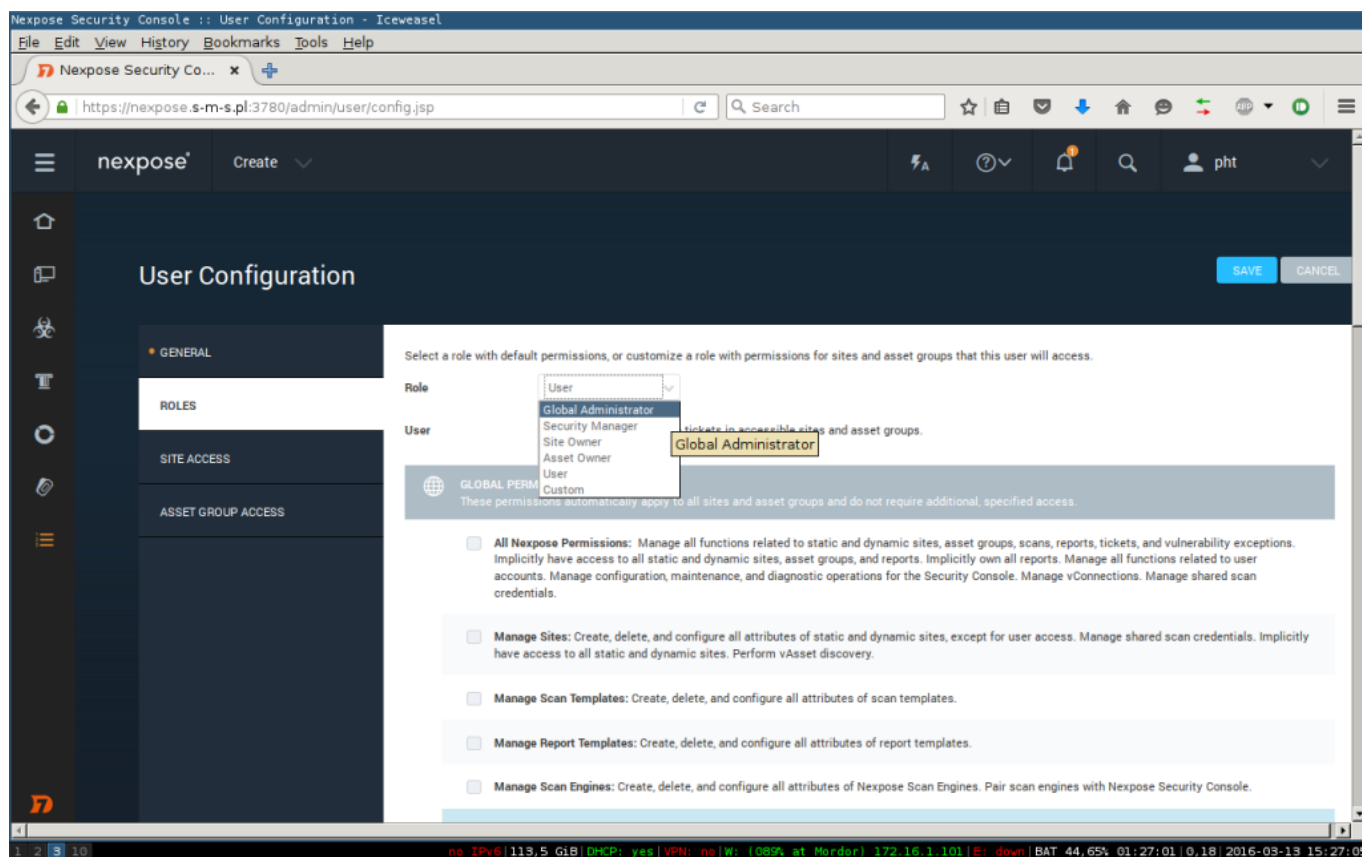 Nexpose Security Console :: User Configuration - Iceweasel
File Edit View History Bookmarks Tools Help
Nexpose Security Co...
https://nexpose.s-m-s.pl:3780/admin/user/config.jsp
Search
ABP
nexpose
Create
A
1
pht
User Configuration
SAVE
CANCEL
GENERAL
ROLES
SITE ACCESS
ASSET GROUP ACCESS
Select a role with default permissions, or customize a role with permissions for sites and asset groups that this user will access.
Role
User
Global Administrator
Security Manager
Site Owner
Asset Owner
User
Custom
Global Administrator
User
tickets in accessible sites and asset groups.
GLOBAL PERM
These permissions automatically apply to all sites and asset groups and do not require additional, specified access.
All Nexpose Permissions: Manage all functions related to static and dynamic sites, asset groups, scans, reports, tickets, and vulnerability exceptions.
Implicitly have access to all static and dynamic sites, asset groups, and reports. Implicitly own all reports. Manage all functions related to user
accounts. Manage configuration, maintenance, and diagnostic operations for the Security Console. Manage vConnections. Manage shared scan
credentials.
Manage Sites: Create, delete, and configure all attributes of static and dynamic sites, except for user access. Manage shared scan credentials. Implicitly
have access to all static and dynamic sites. Perform vAsset discovery.
Manage Scan Templates: Create, delete, and configure all attributes of scan templates.
Manage Report Templates: Create, delete, and configure all attributes of report templates.
Manage Scan Engines: Create, delete, and configure all attributes of Nexpose Scan Engines. Pair scan engines with Nexpose Security Console.
1 2 3 10
no IPv6|113,5 GiB|DHCP: yes|VPN: no|W: (089% at Mordor) 172.16.1.101|E: down|BAT 44,65% 01:27:01|0,18|2016-03-13 15:27:0